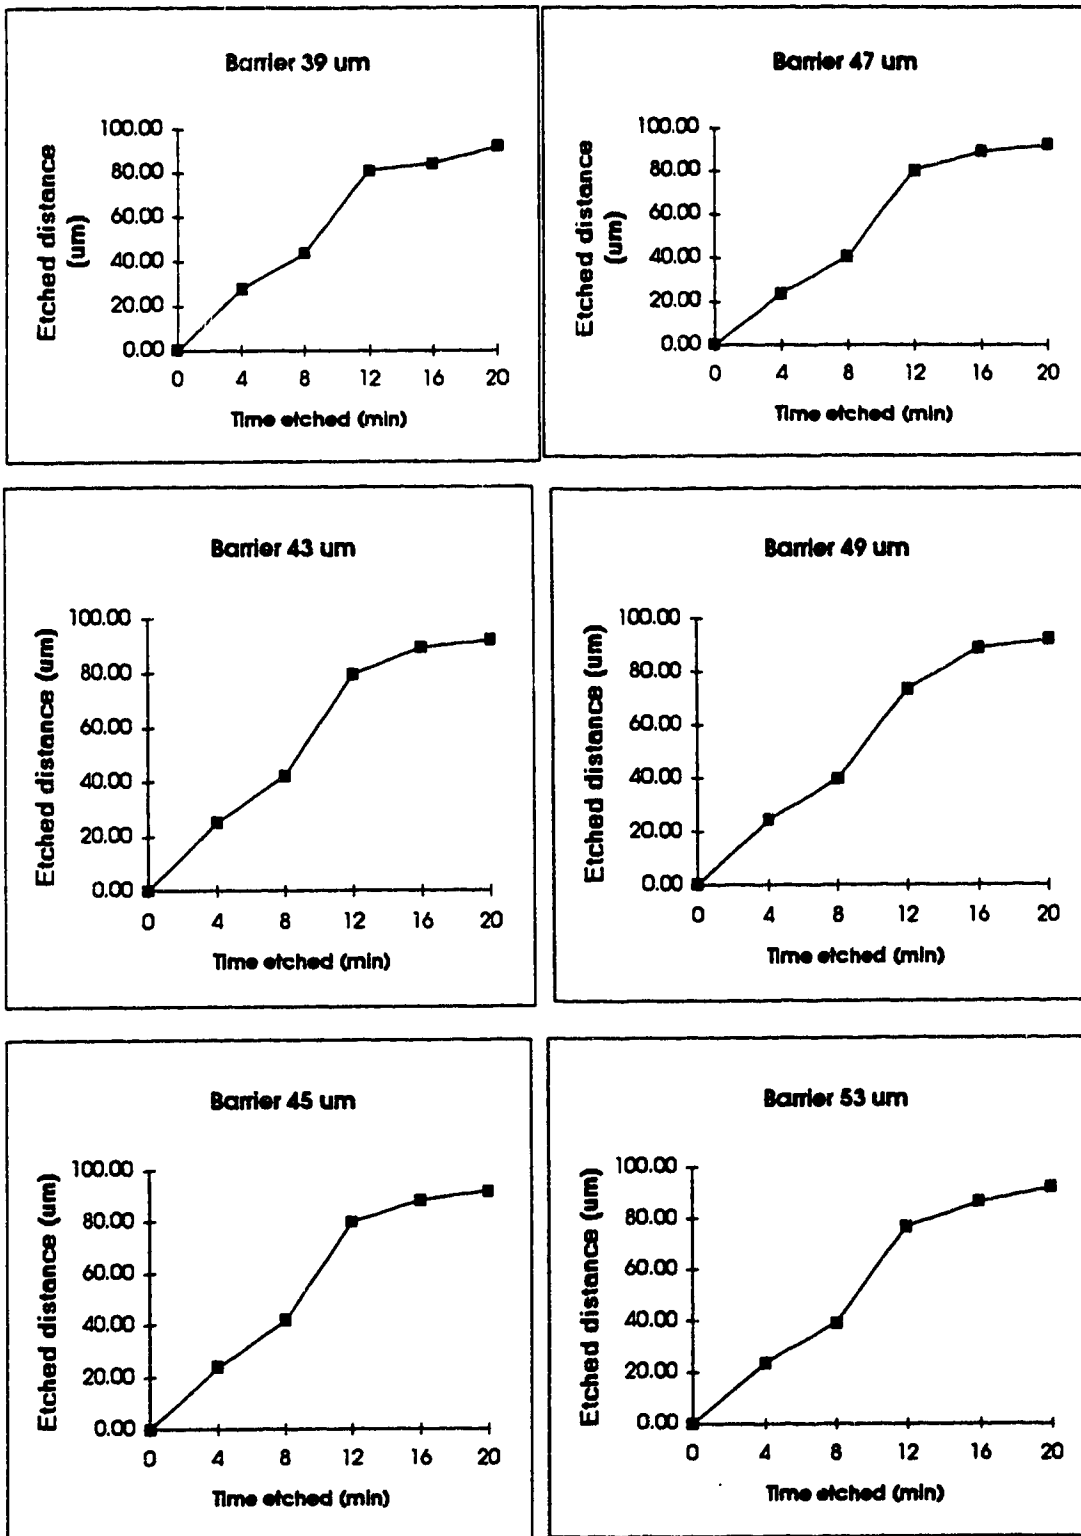 Barrier 39 um
Etched distance
(um)
100.00
80.00
60.00
40.00
20.00
0.00
0 4 8 12 16 20
Time etched (min)
Barrier 47 um
Etched distance
(um)
100.00
80.00
60.00
40.00
20.00
0.00
0 4 8 12 16 20
Time etched (min)
Barrier 43 um
Etched distance (um)
100.00
80.00
60.00
40.00
20.00
0.00
0 4 8 12 16 20
Time etched (min)
Barrier 49 um
Etched distance (um)
100.00
80.00
60.00
40.00
20.00
0.00
0 4 8 12 16 20
Time etched (min)
Barrier 45 um
Etched distance (um)
100.00
80.00
60.00
40.00
20.00
0.00
0 4 8 12 16 20
Time etched (min)
Barrier 53 um
Etched distance (um)
100.00
80.00
60.00
40.00
20.00
0.00
0 4 8 12 16 20
Time etched (min)